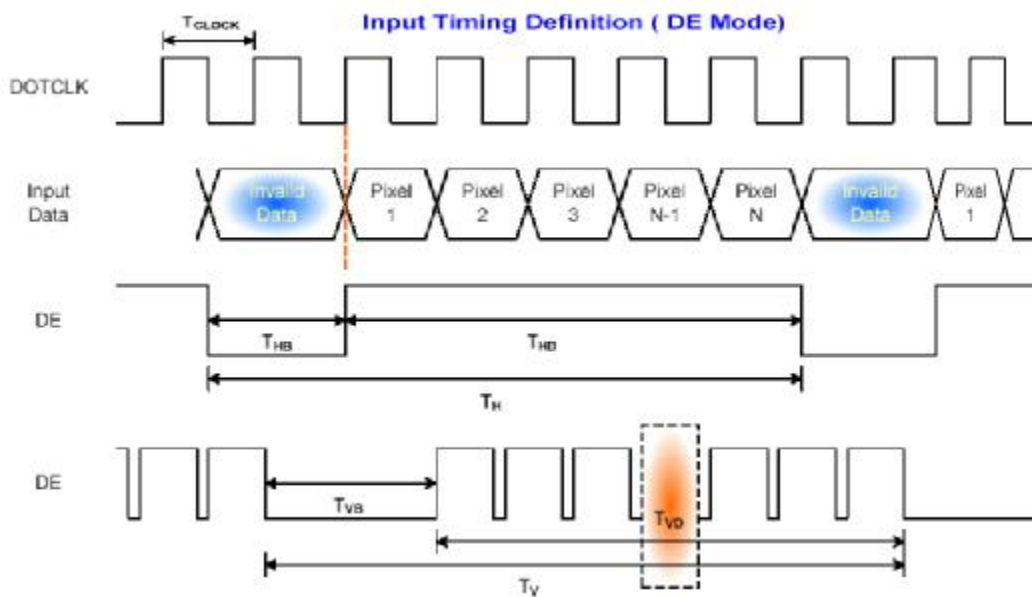 Input Timing Definition ( DE Mode)
TCLOCK
DOTCLK
Input
Data
Invalid
Data
Pixel
1
Pixel
2
Pixel
3
Pixel
N-1
Pixel
N
Invalid
Data
Pixel
1
DE
THB
THD
TH
DE
TVB
TVD
TV